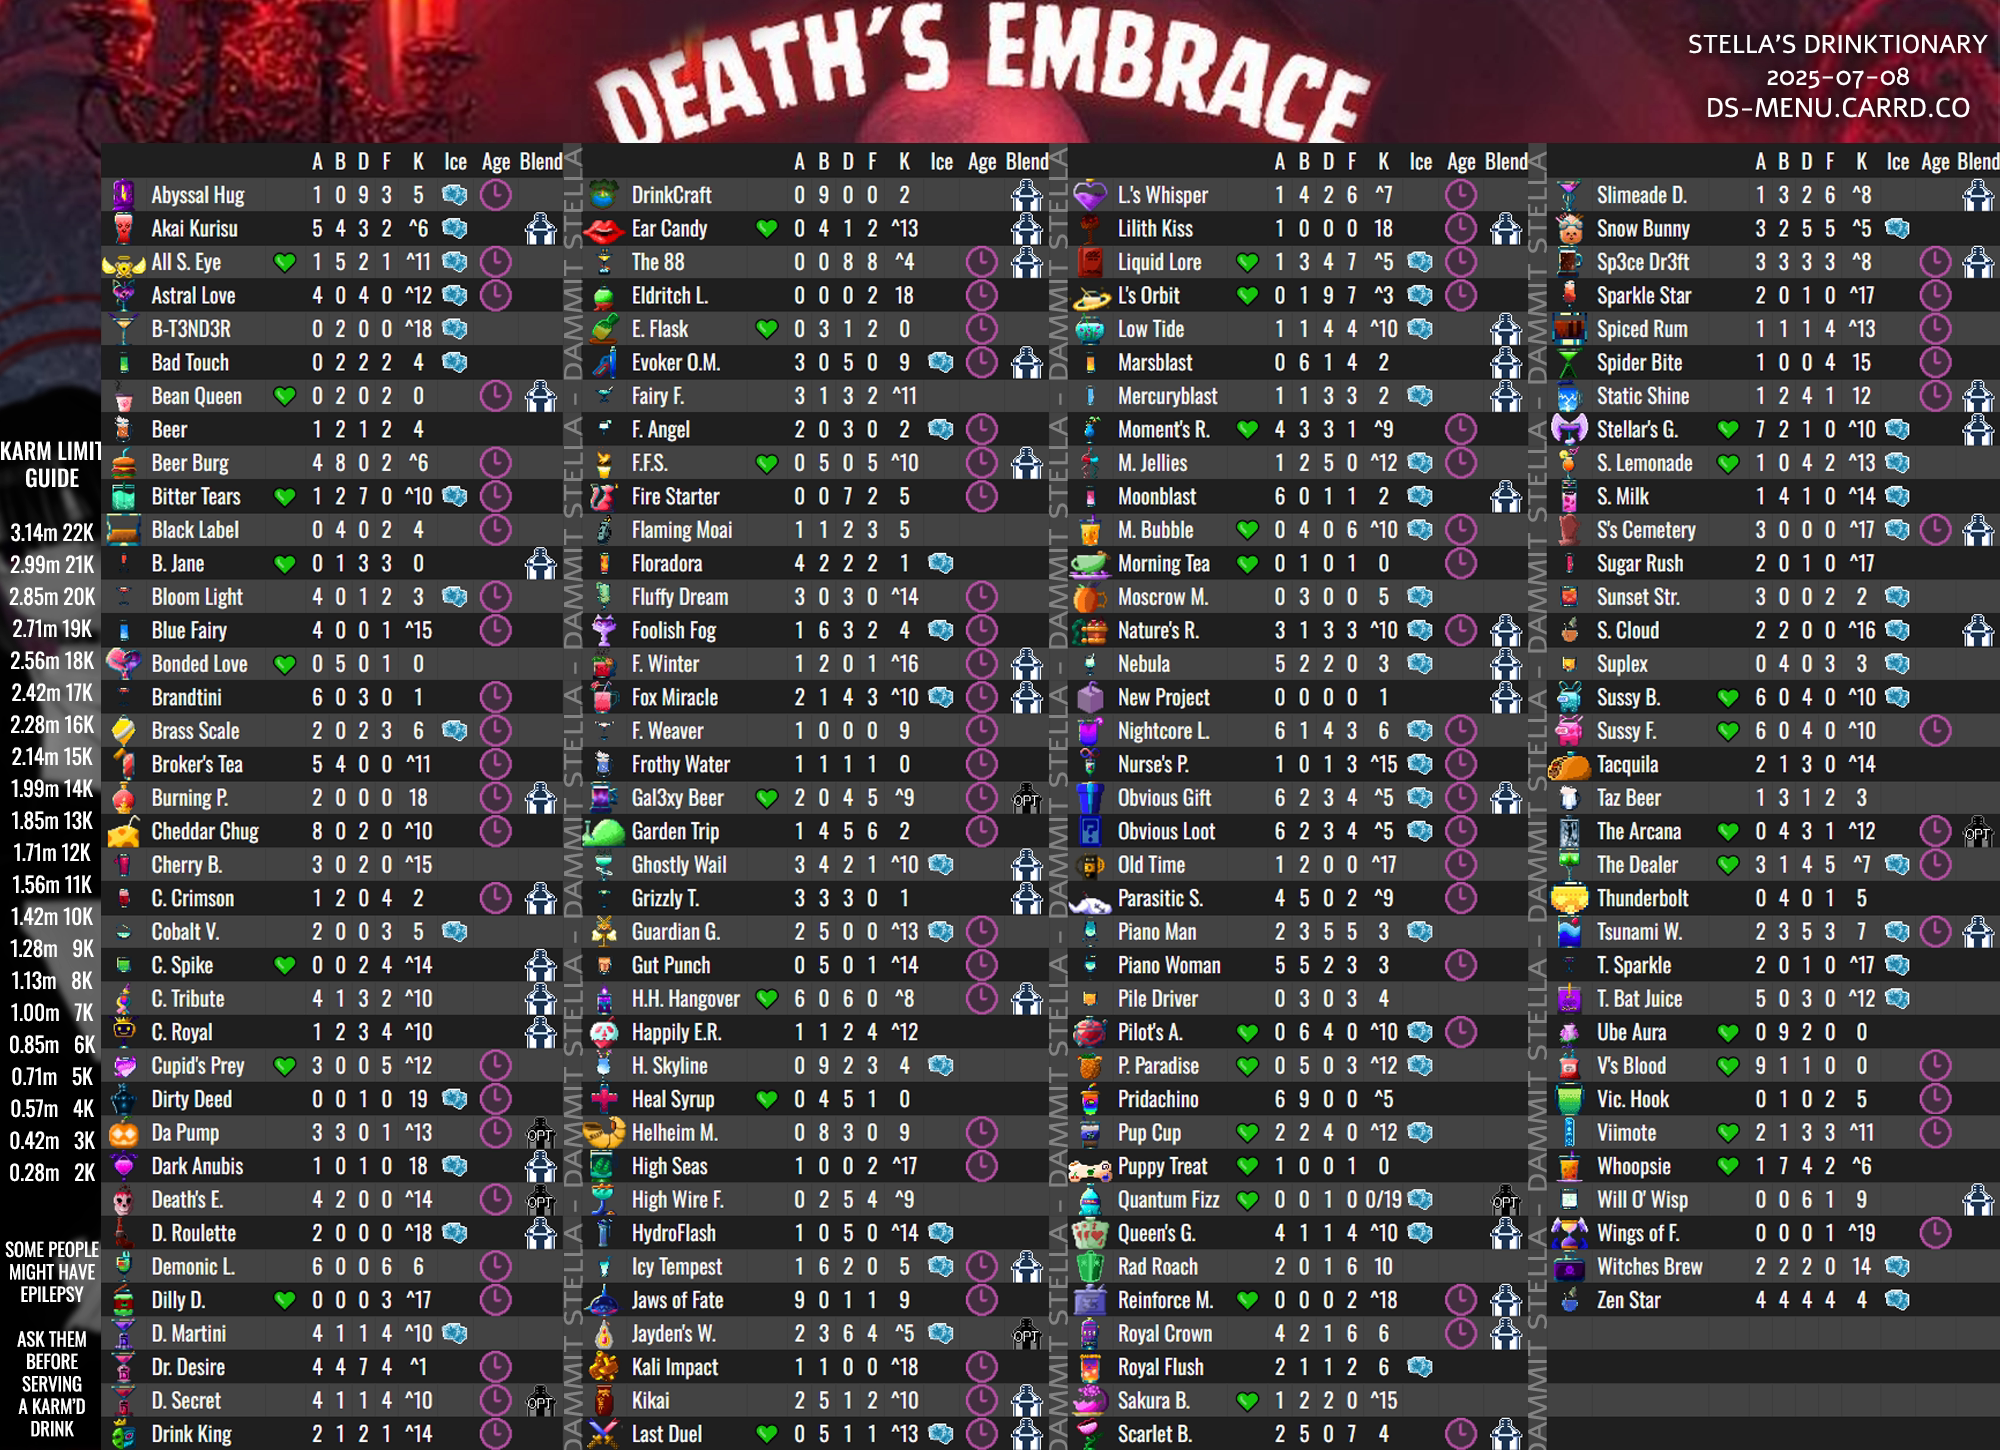 DEATH'S EMBRACE
STELLA'S DRINKTIONARY
2025-07-08
DS-MENU.CARRD.CO
KARM LIMIT
GUIDE
3.14m 22K
2.99m 21K
2.85m 20K
2.71m 19K
2.56m 18K
2.42m 17K
2.28m 16K
2.14m 15K
1.99m 14K
1.85m 13K
1.71m 12K
1.56m 11K
1.42m 10K
1.28m 9K
1.13m 8K
1.00m 7K
0.85m 6K
0.71m 5K
0.57m 4K
0.42m 3K
0.28m 2K
SOME PEOPLE
MIGHT HAVE
EPILEPSY
ASK THEM
BEFORE
SERVING
A KARM'D
DRINK
A B D F K Ice Age Blend
Abyssal Hug 1 0 9 3 5
Akai Kurisu 5 4 3 2 ^6
All S. Eye 1 5 2 1 ^11
Astral Love 4 0 4 0 ^12
B-T3ND3R 0 2 0 0 ^18
Bad Touch 0 2 2 2 4
Bean Queen 0 2 0 2 0
Beer 1 2 1 2 4
Beer Burg 4 8 0 2 ^6
Bitter Tears 1 2 7 0 ^10
Black Label 0 4 0 2 4
B. Jane 0 1 3 3 0
Bloom Light 4 0 1 2 3
Blue Fairy 4 0 0 1 ^15
Bonded Love 0 5 0 1 0
Brandtini 6 0 3 0 1
Brass Scale 2 0 2 3 6
Broker's Tea 5 4 0 0 ^11
Burning P. 2 0 0 0 18
Cheddar Chug 8 0 2 0 ^10
Cherry B. 3 0 2 0 ^15
C. Crimson 1 2 0 4 2
Cobalt V. 2 0 0 3 5
C. Spike 0 0 2 4 ^14
C. Tribute 4 1 3 2 ^10
C. Royal 1 2 3 4 ^10
Cupid's Prey 3 0 0 5 ^12
Dirty Deed 0 0 1 0 19
Da Pump 3 3 0 1 ^13 OPT
Dark Anubis 1 0 1 0 18
Death's E. 4 2 0 0 ^14 OPT
D. Roulette 2 0 0 0 ^18
Demonic L. 6 0 0 6 6
Dilly D. 0 0 0 3 ^17
D. Martini 4 1 1 4 ^10
Dr. Desire 4 4 7 4 ^1
D. Secret 4 1 1 4 ^10 OPT
Drink King 2 1 2 1 ^14
DAMMIT STELLA - DAMMIT STELLA - DAMMIT STELLA - DAMMIT STELLA
A B D F K Ice Age Blend
DrinkCraft 0 9 0 0 2
Ear Candy 0 4 1 2 ^13
The 88 0 0 8 8 ^4
Eldritch L. 0 0 0 2 18
E. Flask 0 3 1 2 0
Evoker O.M. 3 0 5 0 9
Fairy F. 3 1 3 2 ^11
F. Angel 2 0 3 0 2
F.F.S. 0 5 0 5 ^10
Fire Starter 0 0 7 2 5
Flaming Moai 1 1 2 3 5
Floradora 4 2 2 2 1
Fluffy Dream 3 0 3 0 ^14
Foolish Fog 1 6 3 2 4
F. Winter 1 2 0 1 ^16
Fox Miracle 2 1 4 3 ^10
F. Weaver 1 0 0 0 9
Frothy Water 1 1 1 1 0
Gal3xy Beer 2 0 4 5 ^9 OPT
Garden Trip 1 4 5 6 2
Ghostly Wail 3 4 2 1 ^10
Grizzly T. 3 3 3 0 1
Guardian G. 2 5 0 0 ^13
Gut Punch 0 5 0 1 ^14
H.H. Hangover 6 0 6 0 ^8
Happily E.R. 1 1 2 4 ^12
H. Skyline 0 9 2 3 4
Heal Syrup 0 4 5 1 0
Helheim M. 0 8 3 0 9
High Seas 1 0 0 2 ^17
High Wire F. 0 2 5 4 ^9
HydroFlash 1 0 5 0 ^14
Icy Tempest 1 6 2 0 5
Jaws of Fate 9 0 1 1 9
Jayden's W. 2 3 6 4 ^5 OPT
Kali Impact 1 1 0 0 ^18
Kikai 2 5 1 2 ^10
Last Duel 0 5 1 1 ^13
DAMMIT STELLA - DAMMIT STELLA - DAMMIT STELLA - DAMMIT STELLA
A B D F K Ice Age Blend
L.'s Whisper 1 4 2 6 ^7
Lilith Kiss 1 0 0 0 18
Liquid Lore 1 3 4 7 ^5
L's Orbit 0 1 9 7 ^3
Low Tide 1 1 4 4 ^10
Marsblast 0 6 1 4 2
Mercuryblast 1 1 3 3 2
Moment's R. 4 3 3 1 ^9
M. Jellies 1 2 5 0 ^12
Moonblast 6 0 1 1 2
M. Bubble 0 4 0 6 ^10
Morning Tea 0 1 0 1 0
Moscrow M. 0 3 0 0 5
Nature's R. 3 1 3 3 ^10
Nebula 5 2 2 0 3
New Project 0 0 0 0 1
Nightcore L. 6 1 4 3 6
Nurse's P. 1 0 1 3 ^15
Obvious Gift 6 2 3 4 ^5
Obvious Loot 6 2 3 4 ^5
Old Time 1 2 0 0 ^17
Parasitic S. 4 5 0 2 ^9
Piano Man 2 3 5 5 3
Piano Woman 5 5 2 3 3
Pile Driver 0 3 0 3 4
Pilot's A. 0 6 4 0 ^10
P. Paradise 0 5 0 3 ^12
Pridachino 6 9 0 0 ^5
Pup Cup 2 2 4 0 ^12
Puppy Treat 1 0 0 1 0
Quantum Fizz 0 0 1 0 0/19 OPT
Queen's G. 4 1 1 4 ^10
Rad Roach 2 0 1 6 10
Reinforce M. 0 0 0 2 ^18
Royal Crown 4 2 1 6 6
Royal Flush 2 1 1 2 6
Sakura B. 1 2 2 0 ^15
Scarlet B. 2 5 0 7 4
DAMMIT STELLA - DAMMIT STELLA - DAMMIT STELLA - DAMMIT STELLA
A B D F K Ice Age Blend
Slimeade D. 1 3 2 6 ^8
Snow Bunny 3 2 5 5 ^5
Sp3ce Dr3ft 3 3 3 3 ^8
Sparkle Star 2 0 1 0 ^17
Spiced Rum 1 1 1 4 ^13
Spider Bite 1 0 0 4 15
Static Shine 1 2 4 1 12
Stellar's G. 7 2 1 0 ^10
S. Lemonade 1 0 4 2 ^13
S. Milk 1 4 1 0 ^14
S's Cemetery 3 0 0 0 ^17
Sugar Rush 2 0 1 0 ^17
Sunset Str. 3 0 0 2 2
S. Cloud 2 2 0 0 ^16
Suplex 0 4 0 3 3
Sussy B. 6 0 4 0 ^10
Sussy F. 6 0 4 0 ^10
Tacquila 2 1 3 0 ^14
Taz Beer 1 3 1 2 3
The Arcana 0 4 3 1 ^12 OPT
The Dealer 3 1 4 5 ^7
Thunderbolt 0 4 0 1 5
Tsunami W. 2 3 5 3 7
T. Sparkle 2 0 1 0 ^17
T. Bat Juice 5 0 3 0 ^12
Ube Aura 0 9 2 0 0
V's Blood 9 1 1 0 0
Vic. Hook 0 1 0 2 5
Viimote 2 1 3 3 ^11
Whoopsie 1 7 4 2 ^6
Will O' Wisp 0 0 6 1 9
Wings of F. 0 0 0 1 ^19
Witches Brew 2 2 2 0 14
Zen Star 4 4 4 4 4